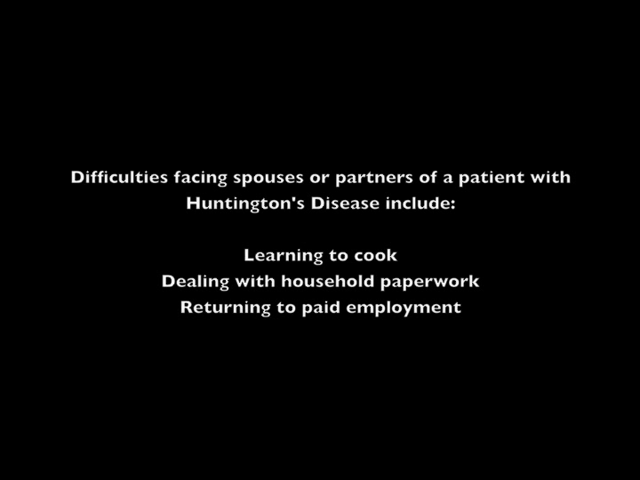 Difficulties facing spouses or partners of a patient with
Huntington's Disease include:
Learning to cook
Dealing with household paperwork
Returning to paid employment